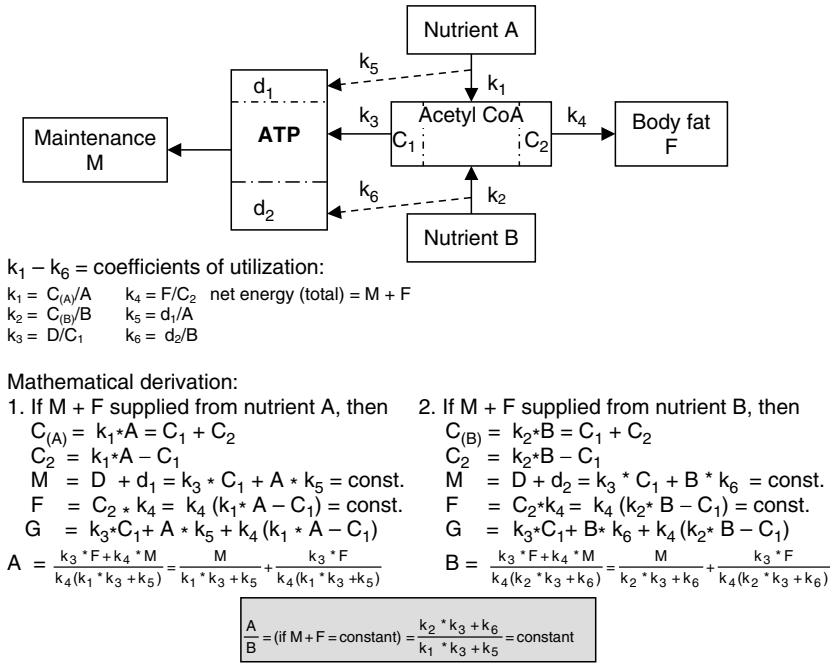 Nutrient A
k₅
k₁
d₁
ATP
k₃
Acetyl CoA
C₁
C₂
k₄
Maintenance
M
Body fat
F
d₂
k₆
k₂
Nutrient B
k₁ – k₆ = coefficients of utilization:
k₁ = C₍A₎/A k₄ = F/C₂ net energy (total) = M + F
k₂ = C₍B₎/B k₅ = d₁/A
k₃ = D/C₁ k₆ = d₂/B
Mathematical derivation:
1. If M + F supplied from nutrient A, then
C₍A₎ = k₁*A = C₁ + C₂
C₂ = k₁*A – C₁
M = D + d₁ = k₃ * C₁ + A * k₅ = const.
F = C₂ * k₄ = k₄ (k₁* A – C₁) = const.
G = k₃*C₁+ A * k₅ + k₄ (k₁ * A – C₁)
A = (k₃ * F + k₄ * M)/(k₄(k₁ * k₃ + k₅)) = M/(k₁ * k₃ + k₅) + (k₃ * F)/(k₄(k₁ * k₃ + k₅))
2. If M + F supplied from nutrient B, then
C₍B₎ = k₂*B = C₁ + C₂
C₂ = k₂*B – C₁
M = D + d₂ = k₃ * C₁ + B * k₆ = const.
F = C₂*k₄ = k₄ (k₂* B – C₁) = const.
G = k₃*C₁+ B* k₆ + k₄ (k₂* B – C₁)
B = (k₃ * F + k₄ * M)/(k₄(k₂ * k₃ + k₆)) = M/(k₂ * k₃ + k₆) + (k₃ * F)/(k₄(k₂ * k₃ + k₆))
A/B = (if M + F = constant) = (k₂ * k₃ + k₆)/(k₁ * k₃ + k₅) = constant